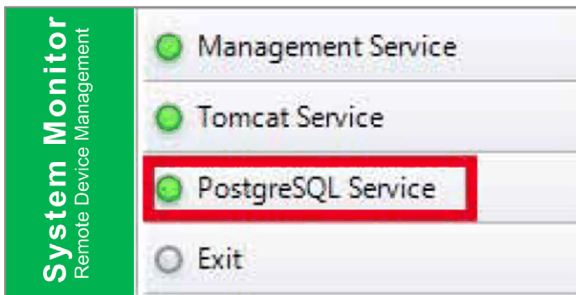 System Monitor
Remote Device Management
Management Service
Tomcat Service
PostgreSQL Service
Exit